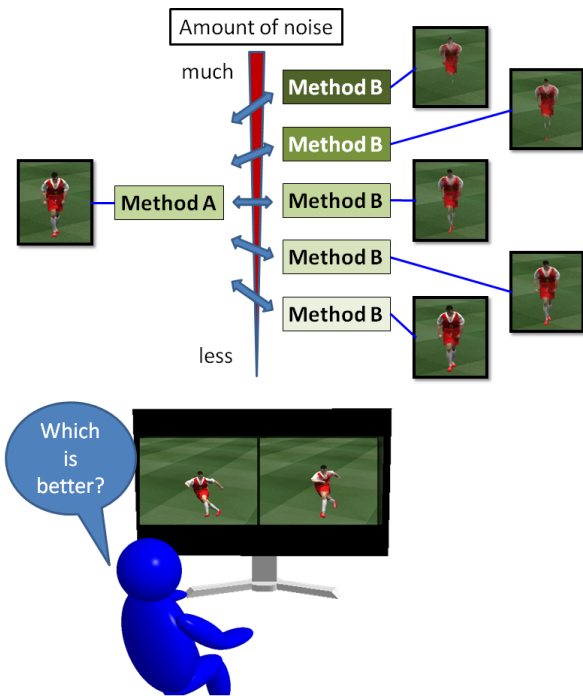 Amount of noise
much
Method B
Method B
Method A
Method B
Method B
Method B
less
Which
is
better?